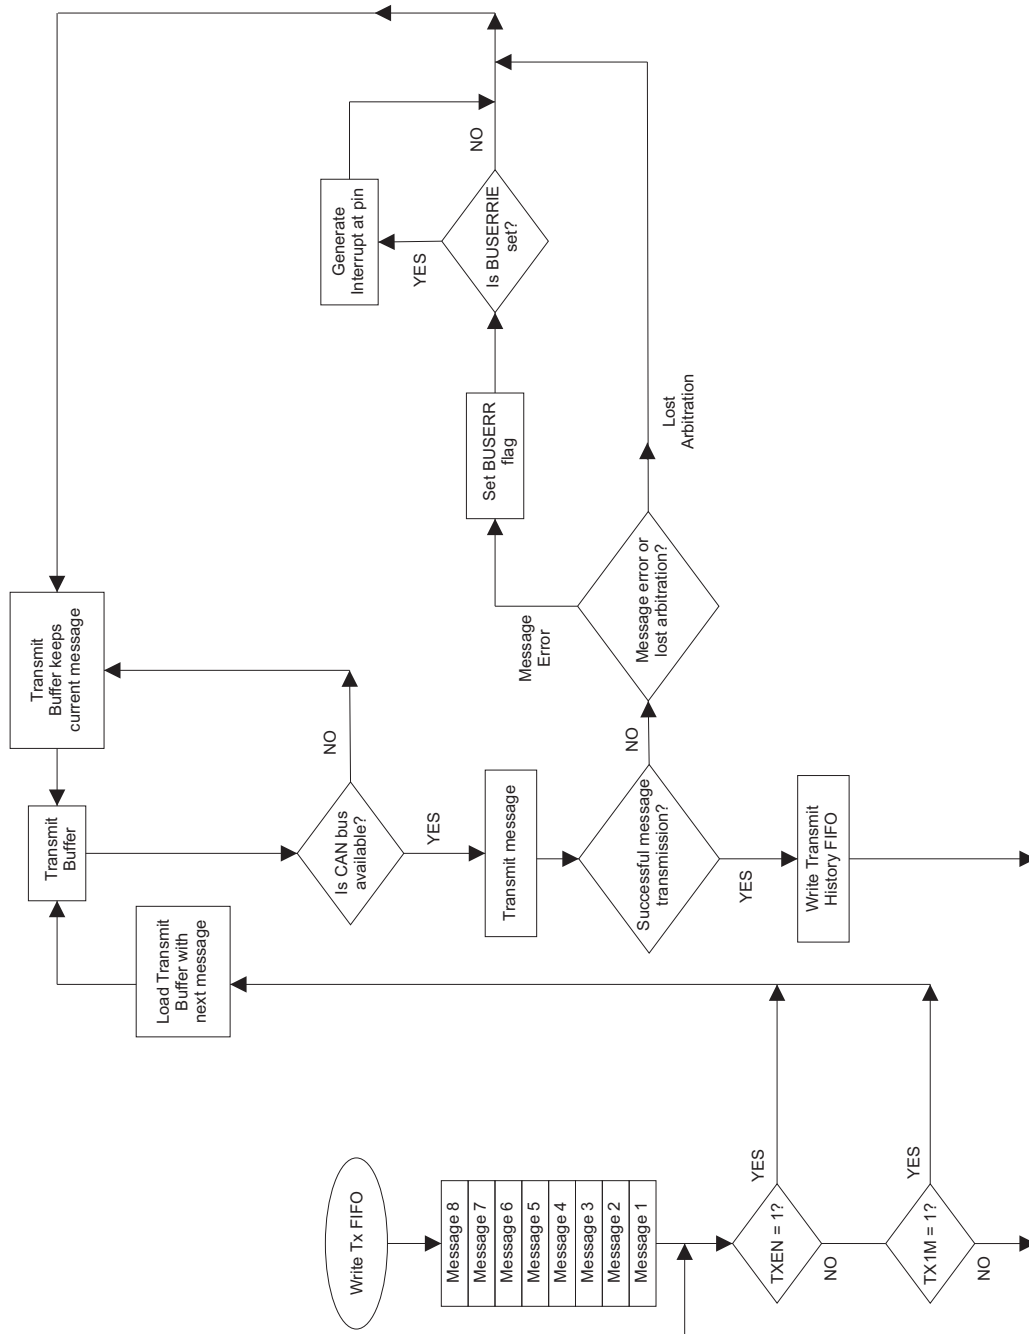 Write Tx FIFO
Message 8
Message 7
Message 6
Message 5
Message 4
Message 3
Message 2
Message 1
TXEN = 1?
YES
NO
TX1M = 1?
YES
NO
Load Transmit
Buffer with
next message
Transmit
Buffer
Transmit
Buffer keeps
current message
Is CAN bus
available?
NO
YES
Transmit message
Successful message
transmission?
NO
YES
Write Transmit
History FIFO
Message error or
lost arbitration?
Message
Error
Lost
Arbitration
Set BUSERR
flag
Is BUSERRIE
set?
YES
NO
Generate
Interrupt at pin